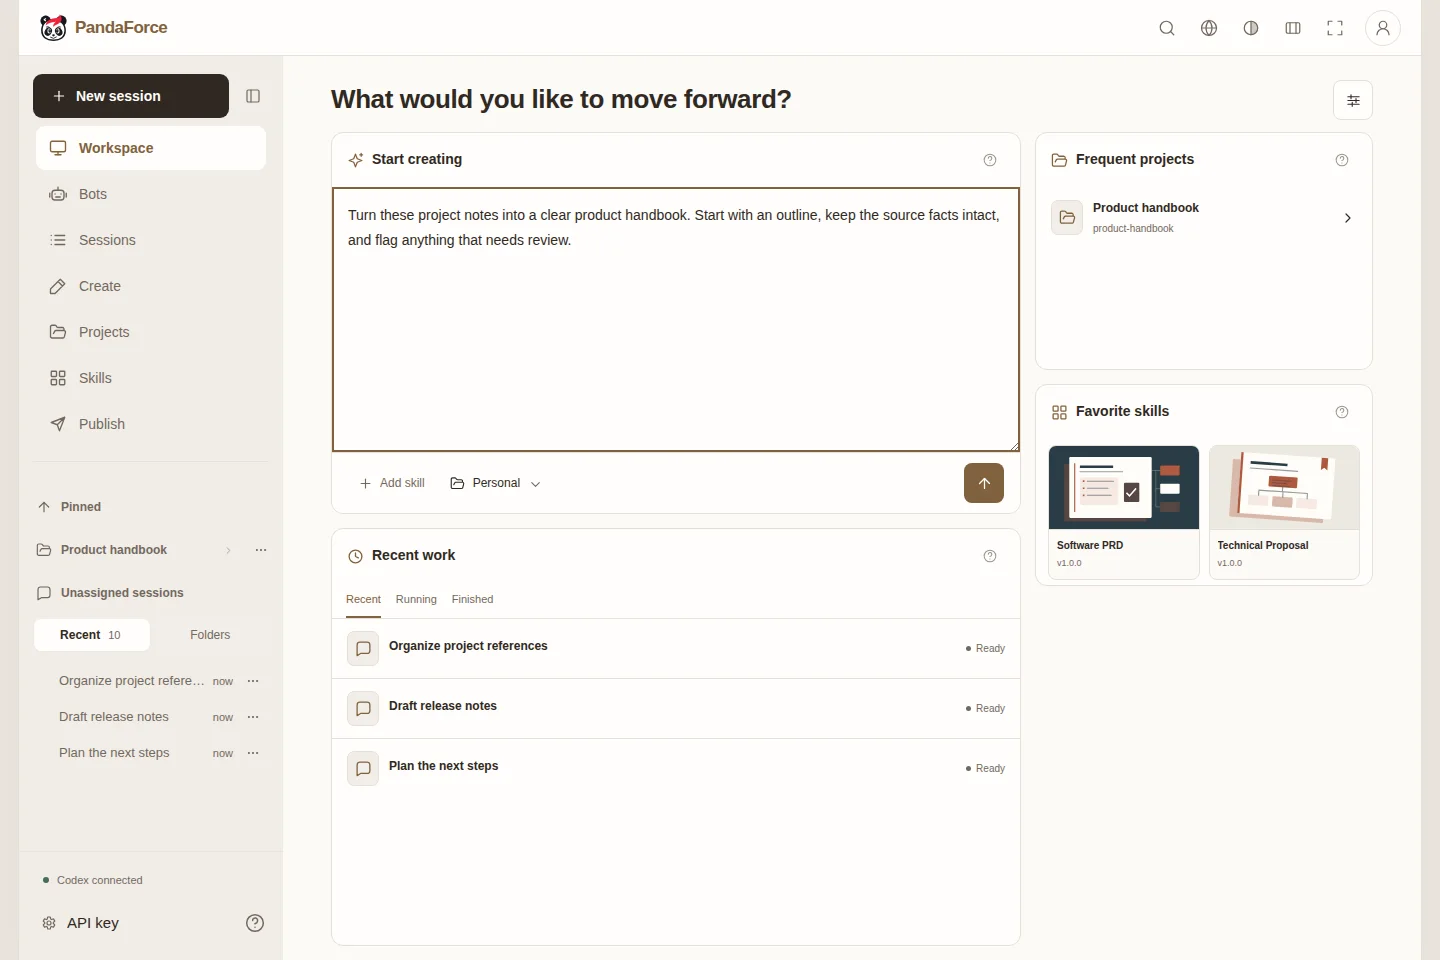 PandaForce
New session
Workspace
Bots
Sessions
Create
Projects
Skills
Publish
Pinned
Product handbook
Unassigned sessions
Recent 10
Folders
Organize project refere... now
Draft release notes now
Plan the next steps now
Codex connected
API key
What would you like to move forward?
Start creating
Turn these project notes into a clear product handbook. Start with an outline, keep the source facts intact,
and flag anything that needs review.
Add skill
Personal
Recent work
Recent Running Finished
Organize project references
Ready
Draft release notes
Ready
Plan the next steps
Ready
Frequent projects
Product handbook
product-handbook
Favorite skills
Software PRD
v1.0.0
Technical Proposal
v1.0.0